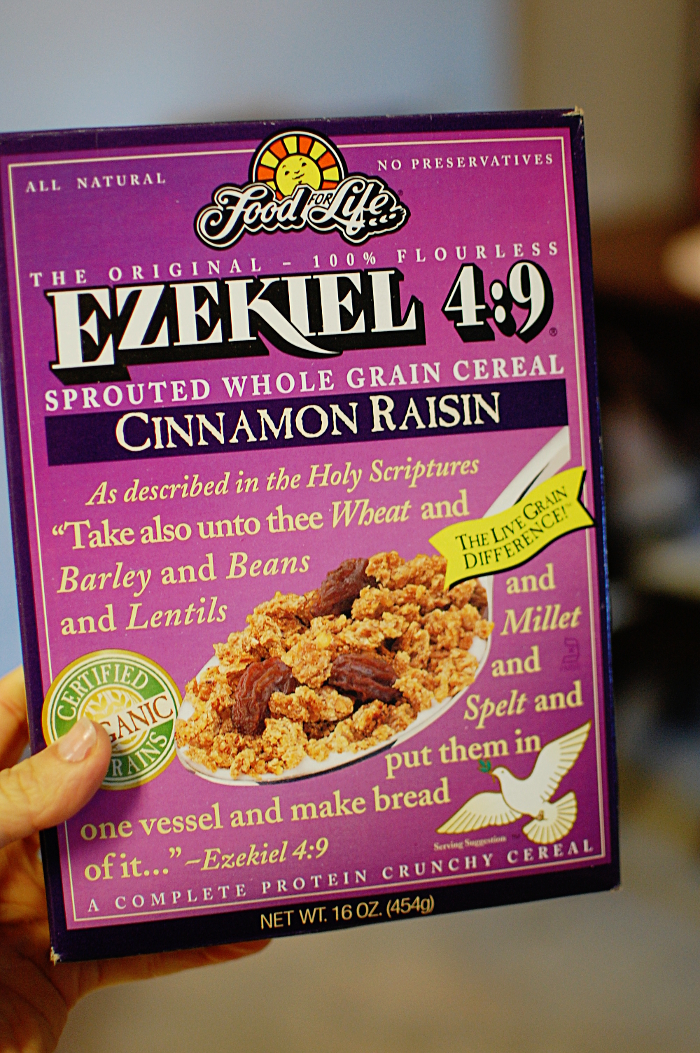 ALL NATURAL
NO PRESERVATIVES
Food FOR Life
THE ORIGINAL – 100% FLOURLESS
EZEKIEL 4:9®
SPROUTED WHOLE GRAIN CEREAL
CINNAMON RAISIN
As described in the Holy Scriptures
“Take also unto thee Wheat and
Barley and Beans
and Lentils
THE LIVE GRAIN
DIFFERENCE!™
and
Millet
and
Spelt and
put them in
one vessel and make bread
of it...” –Ezekiel 4:9
CERTIFIED
GANIC
RAINS
Serving Suggestion
A COMPLETE PROTEIN CRUNCHY CEREAL
NET WT. 16 OZ. (454g)